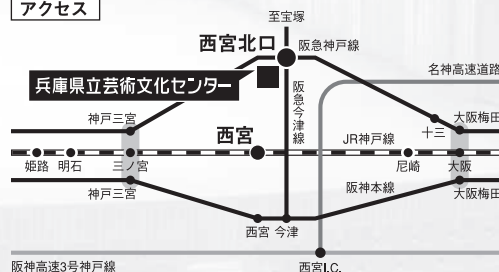 アクセス
至宝塚
西宮北口
阪急神戸線
名神高速道路
兵庫県立芸術文化センター
阪急今津線
神戸三宮
西宮
JR神戸線
十三
大阪梅田
姫路
明石
三ノ宮
尼崎
大阪
神戸三宮
阪神本線
大阪梅田
西宮
今津
阪神高速3号神戸線
西宮I.C.